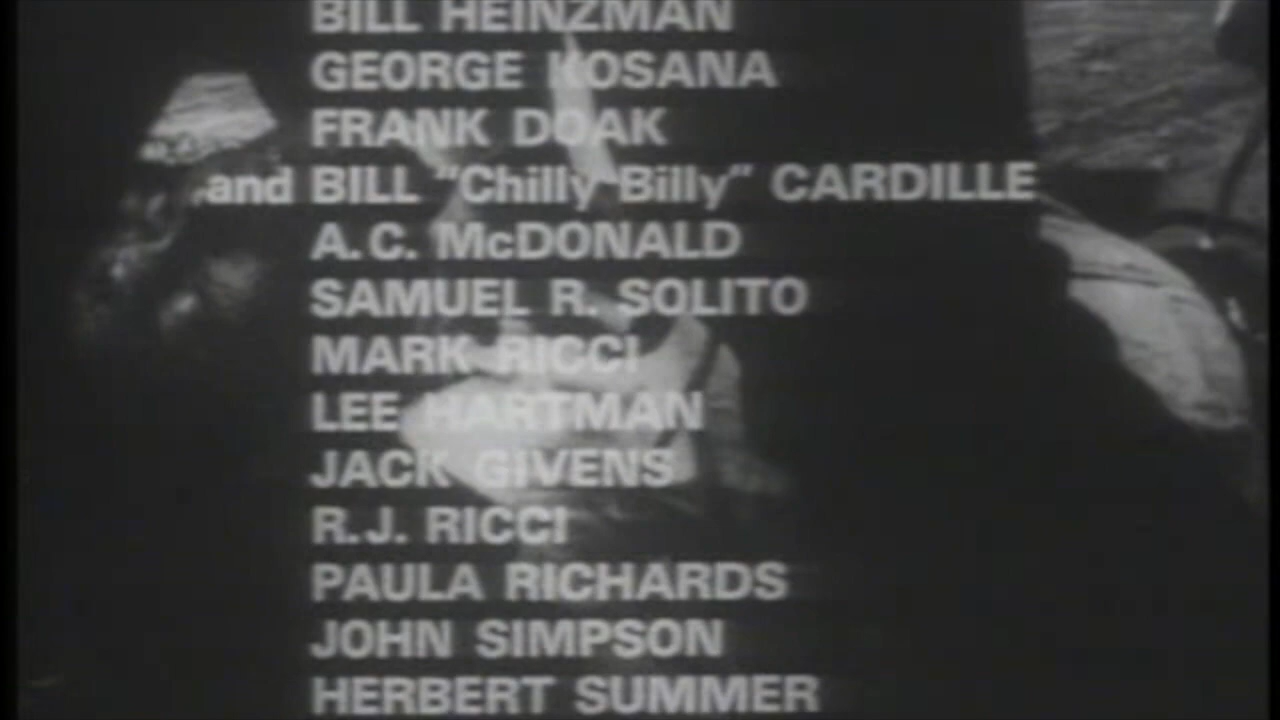 BILL HEINZMAN
GEORGE KOSANA
FRANK DOAK
and BILL "Chilly Billy" CARDILLE
A.C. McDONALD
SAMUEL R. SOLITO
MARK RICCI
LEE HARTMAN
JACK GIVENS
R.J. RICCI
PAULA RICHARDS
JOHN SIMPSON
HERBERT SUMMER